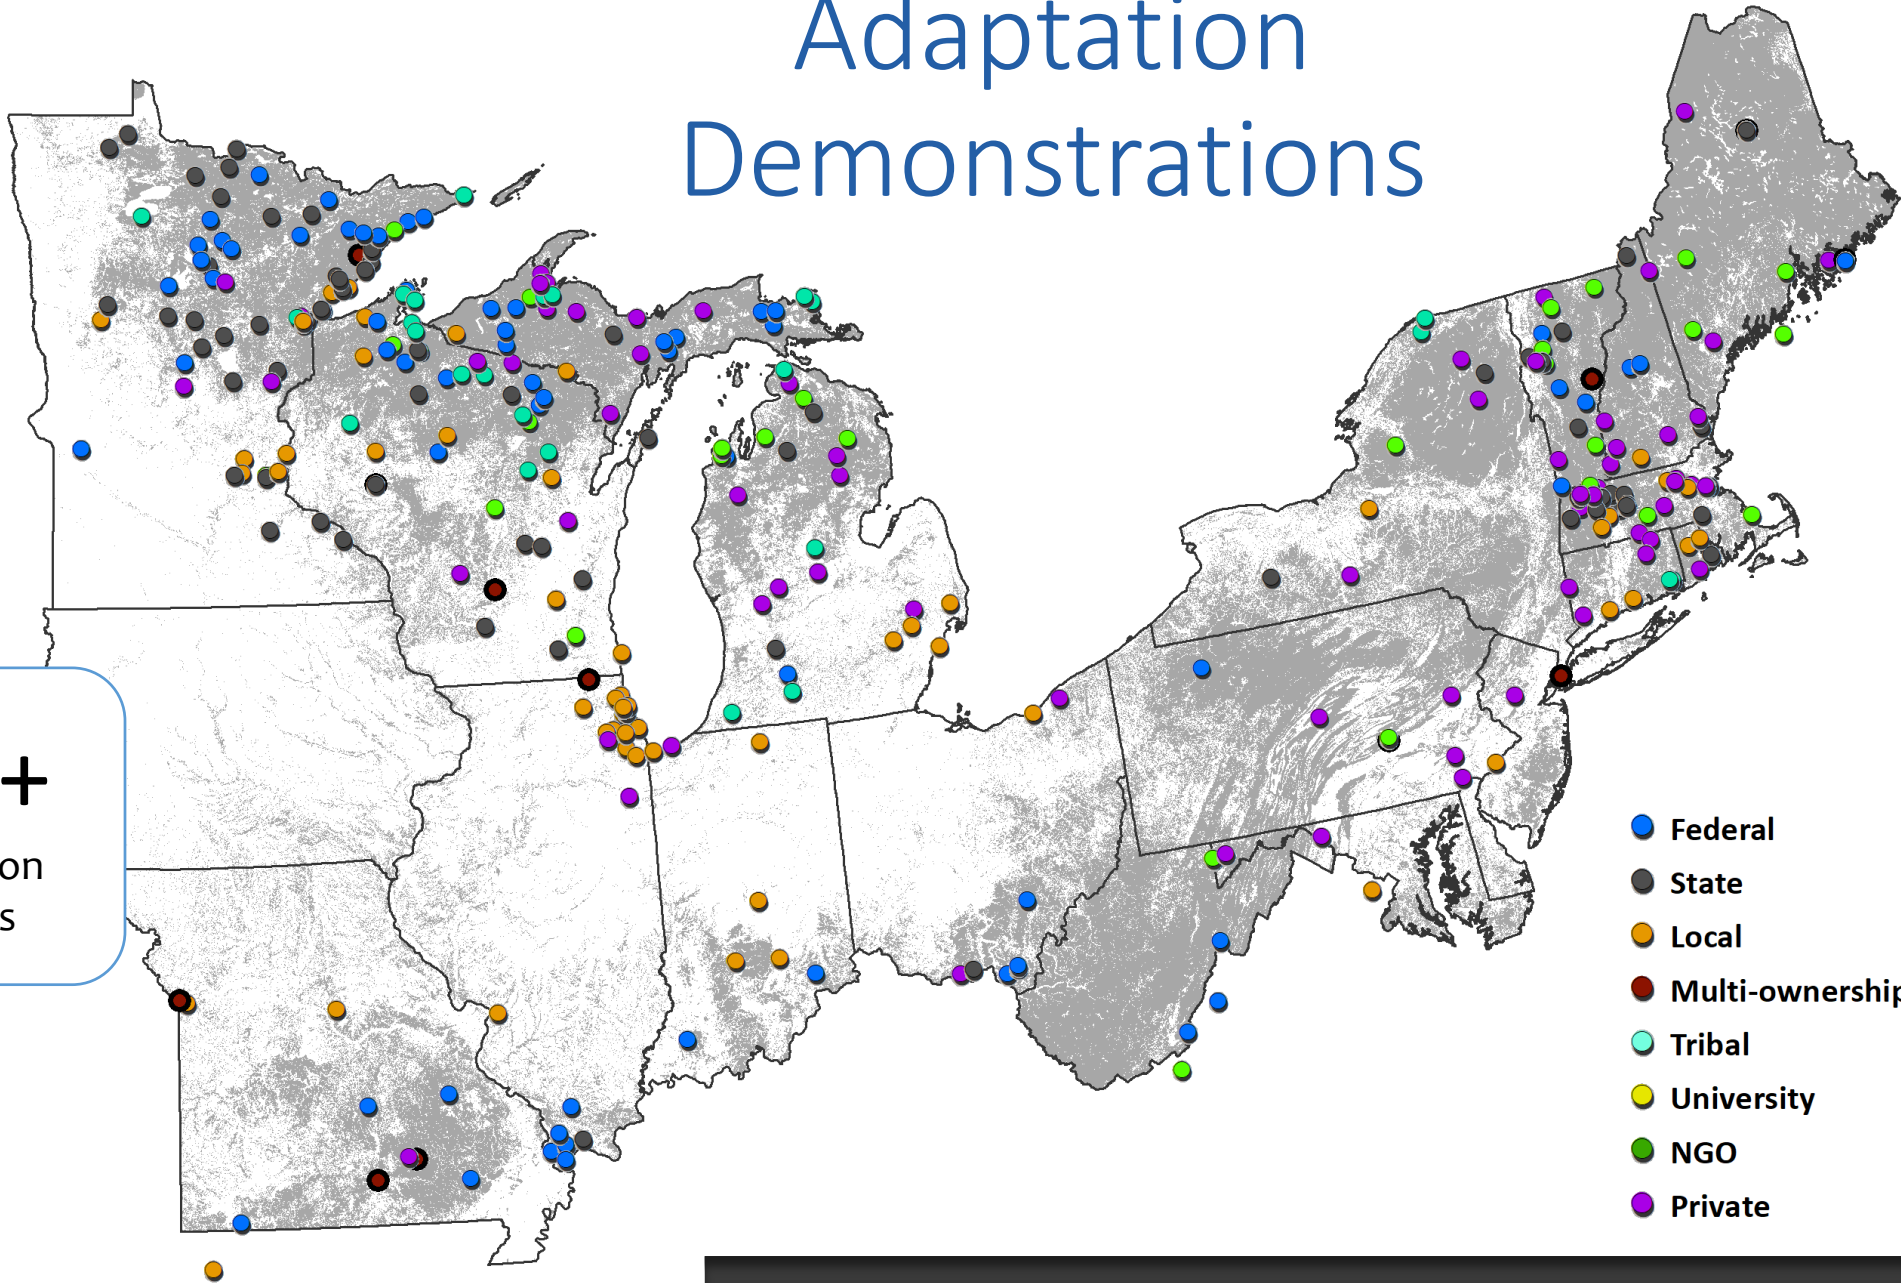 Adaptation
Demonstrations
+
on
s
Federal
State
Local
Multi-ownership
Tribal
University
NGO
Private